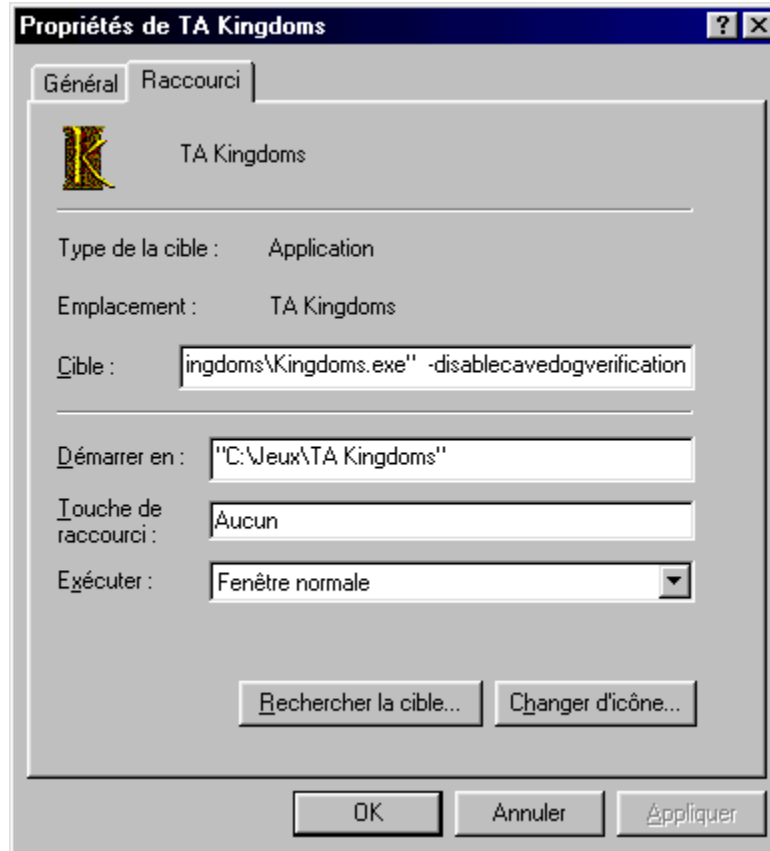 Propriétés de TA Kingdoms
Général Raccourci
TA Kingdoms
Type de la cible : Application
Emplacement : TA Kingdoms
Cible : ingdoms\Kingdoms.exe" -disablecavedogverification
Démarrer en : "C:\Jeux\TA Kingdoms"
Touche de
raccourci : Aucun
Exécuter : Fenêtre normale
Rechercher la cible... Changer d'icône...
OK Annuler Appliquer